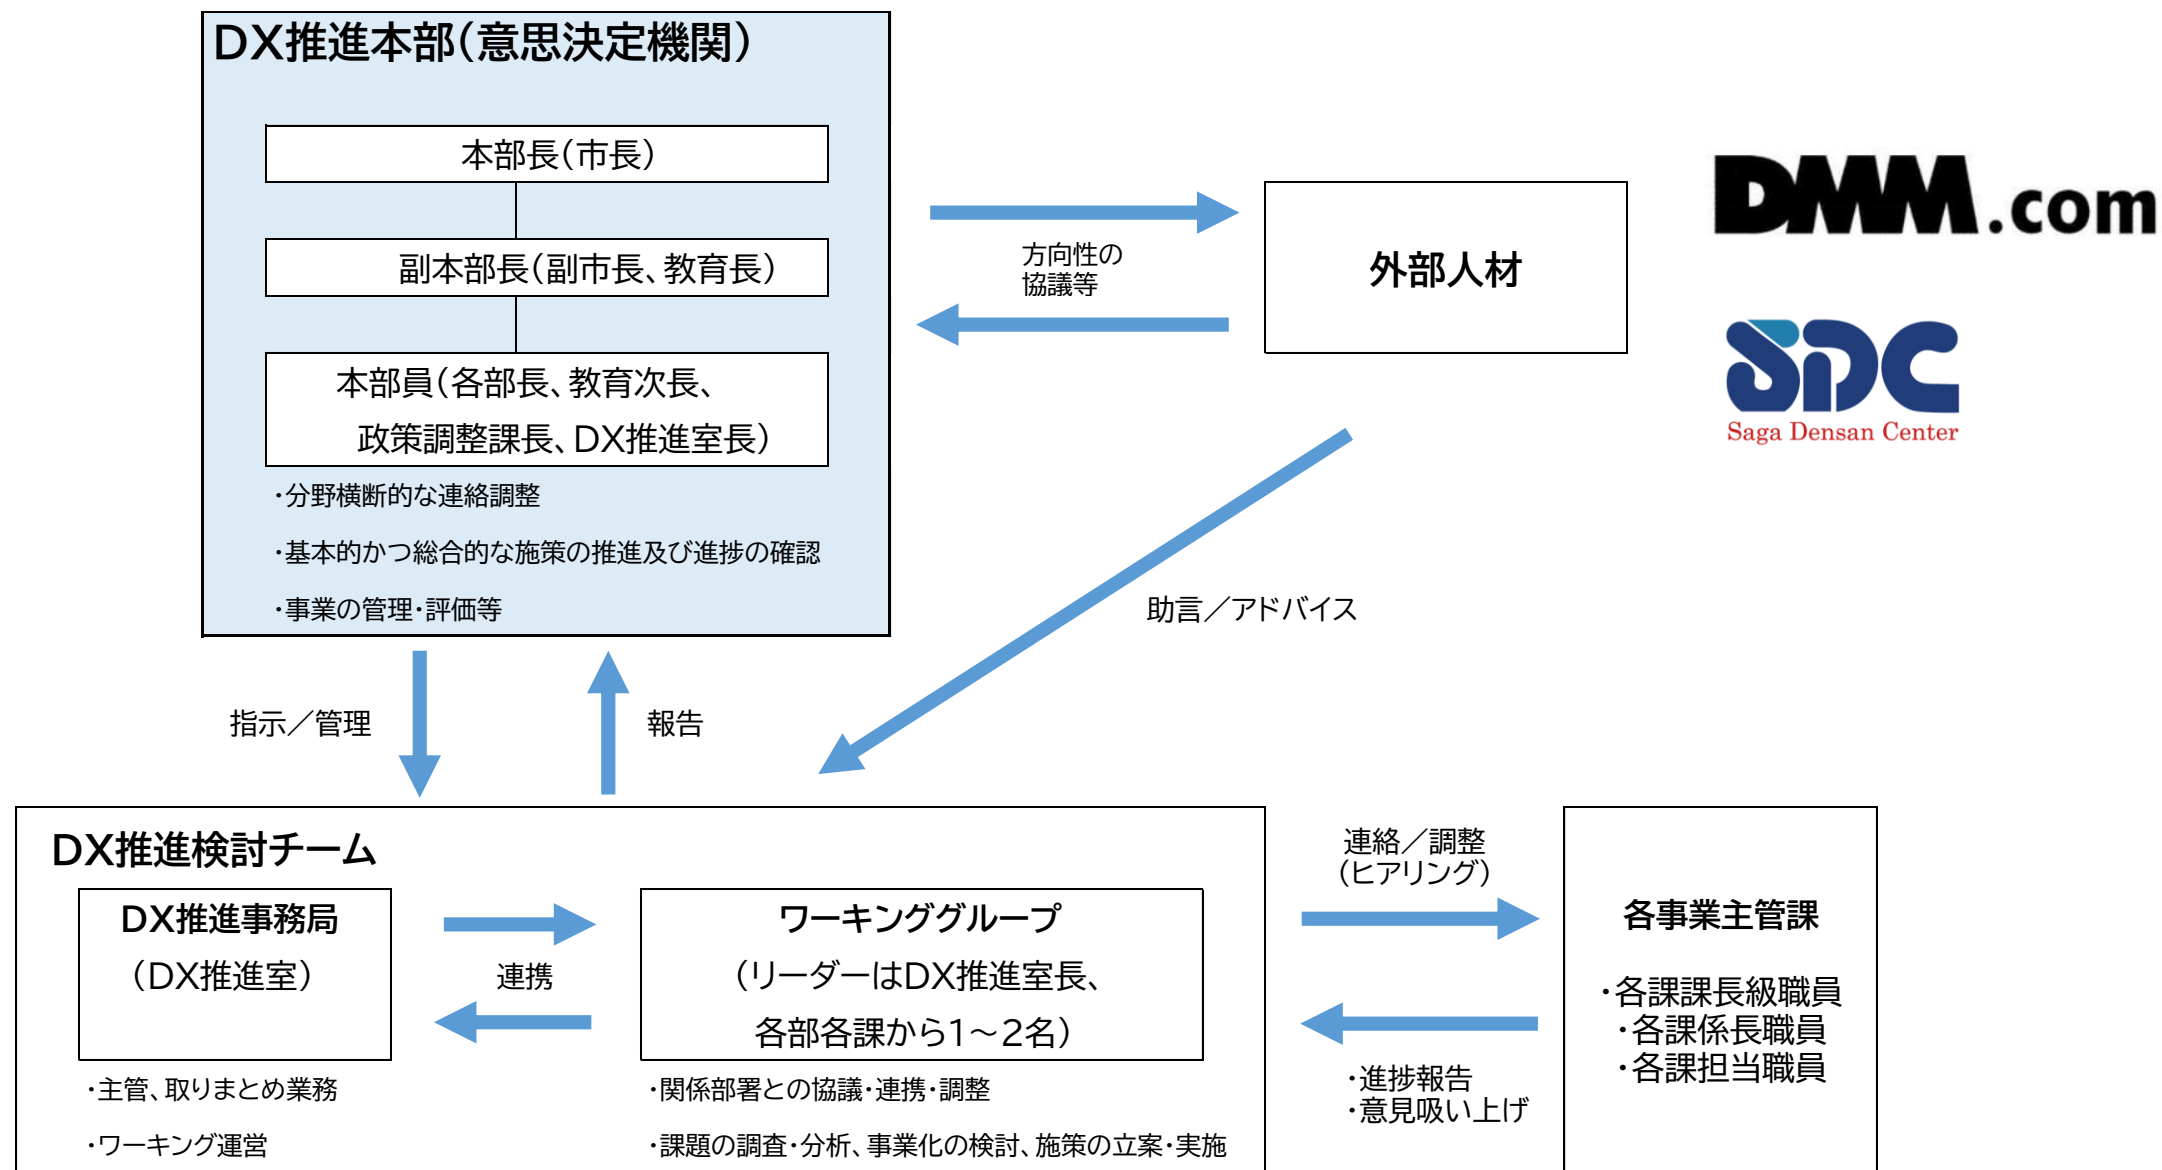 DX推進本部(意思決定機関)
本部長(市長)
副本部長(副市長、教育長)
本部員(各部長、教育次長、
政策調整課長、DX推進室長)
・分野横断的な連絡調整
・基本的かつ総合的な施策の推進及び進捗の確認
・事業の管理・評価等
方向性の
協議等
外部人材
DMM.com
SDC
Saga Densan Center
助言／アドバイス
指示／管理
報告
DX推進検討チーム
DX推進事務局
(DX推進室)
・主管、取りまとめ業務
・ワーキング運営
連携
ワーキンググループ
(リーダーはDX推進室長、
各部各課から1～2名)
・関係部署との協議・連携・調整
・課題の調査・分析、事業化の検討、施策の立案・実施
連絡／調整
(ヒアリング)
・進捗報告
・意見吸い上げ
各事業主管課
・各課課長級職員
・各課係長職員
・各課担当職員